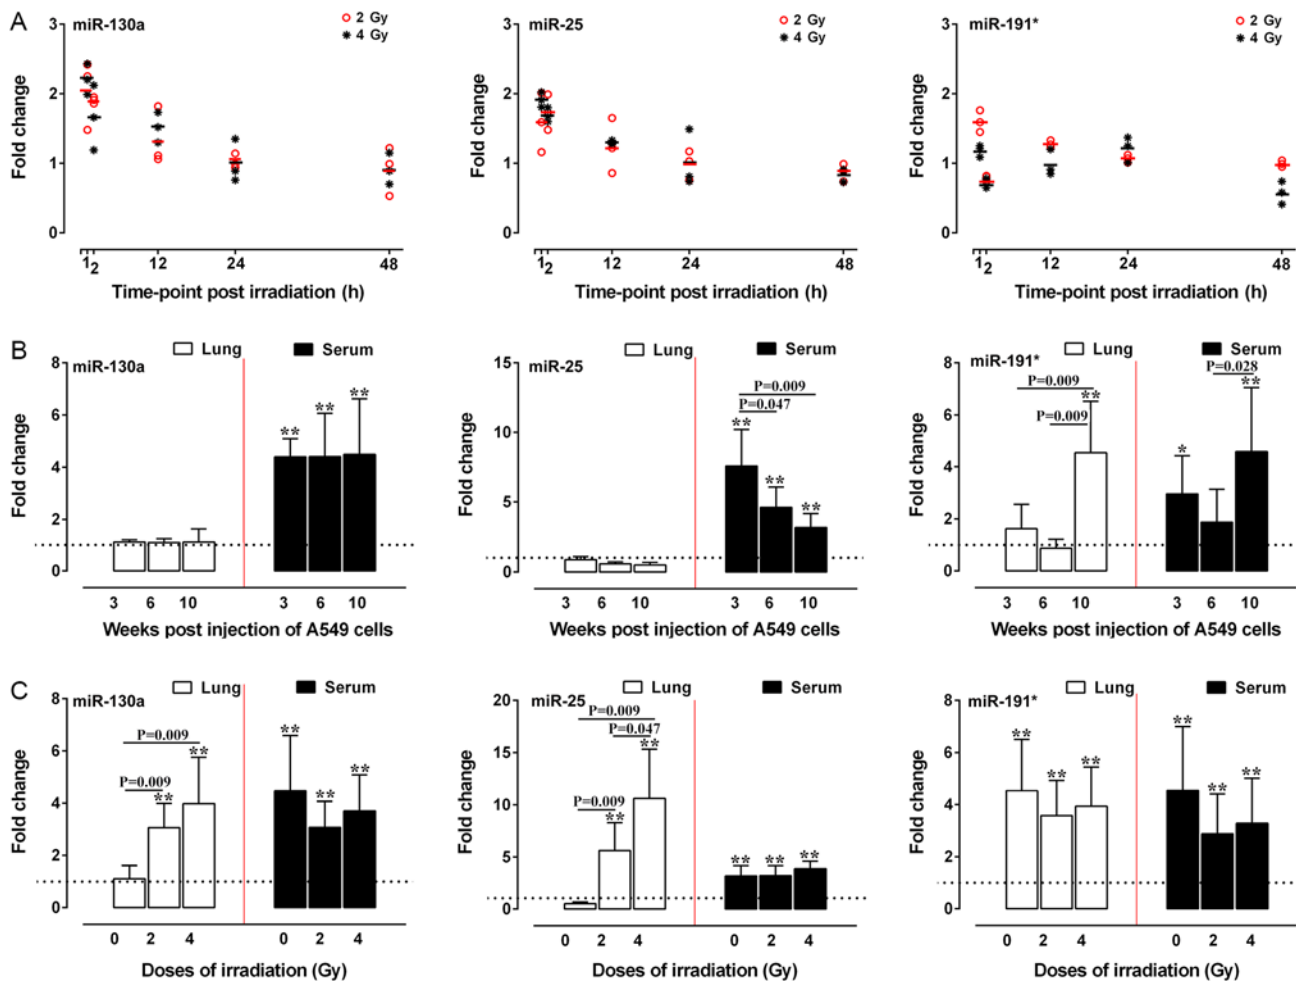 A
miR-130a
2 Gy
4 Gy
3
2
1
0
Fold change
1 2 12 24 48
Time-point post irradiation (h)
miR-25
2 Gy
4 Gy
3
2
1
0
Fold change
1 2 12 24 48
Time-point post irradiation (h)
miR-191*
2 Gy
4 Gy
3
2
1
0
Fold change
1 2 12 24 48
Time-point post irradiation (h)
B
Lung Serum
miR-130a
8
6
4
2
0
Fold change
** ** **
3 6 10 3 6 10
Weeks post injection of A549 cells
Lung Serum
miR-25
15
10
5
0
Fold change
P=0.009
P=0.047
** ** **
3 6 10 3 6 10
Weeks post injection of A549 cells
Lung Serum
miR-191*
8
6
4
2
0
Fold change
P=0.009
P=0.009
**
P=0.028
* **
3 6 10 3 6 10
Weeks post injection of A549 cells
C
Lung Serum
miR-130a
8
6
4
2
0
Fold change
P=0.009
P=0.009
** **
** ** **
0 2 4 0 2 4
Doses of irradiation (Gy)
Lung Serum
miR-25
20
15
10
5
0
Fold change
P=0.009
P=0.047
P=0.009
** **
** ** **
0 2 4 0 2 4
Doses of irradiation (Gy)
Lung Serum
miR-191*
8
6
4
2
0
Fold change
** ** **
** ** **
0 2 4 0 2 4
Doses of irradiation (Gy)